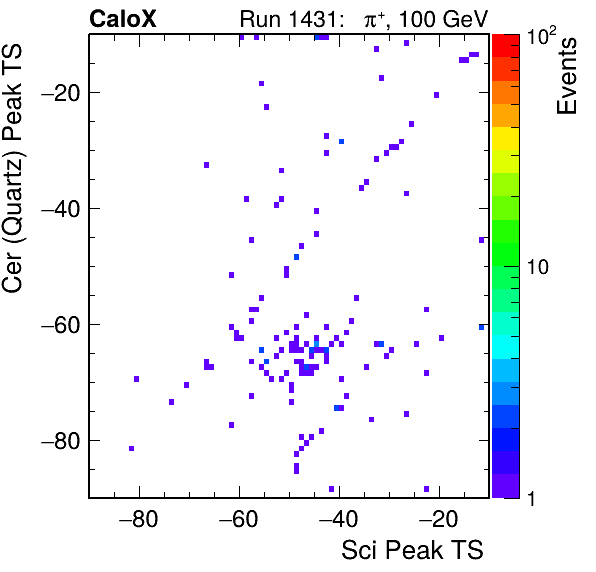 CaloX Run 1431: π⁺, 100 GeV
Cer (Quartz) Peak TS
Events
10²
10
1
−20
−40
−60
−80
−80 −60 −40 −20
Sci Peak TS